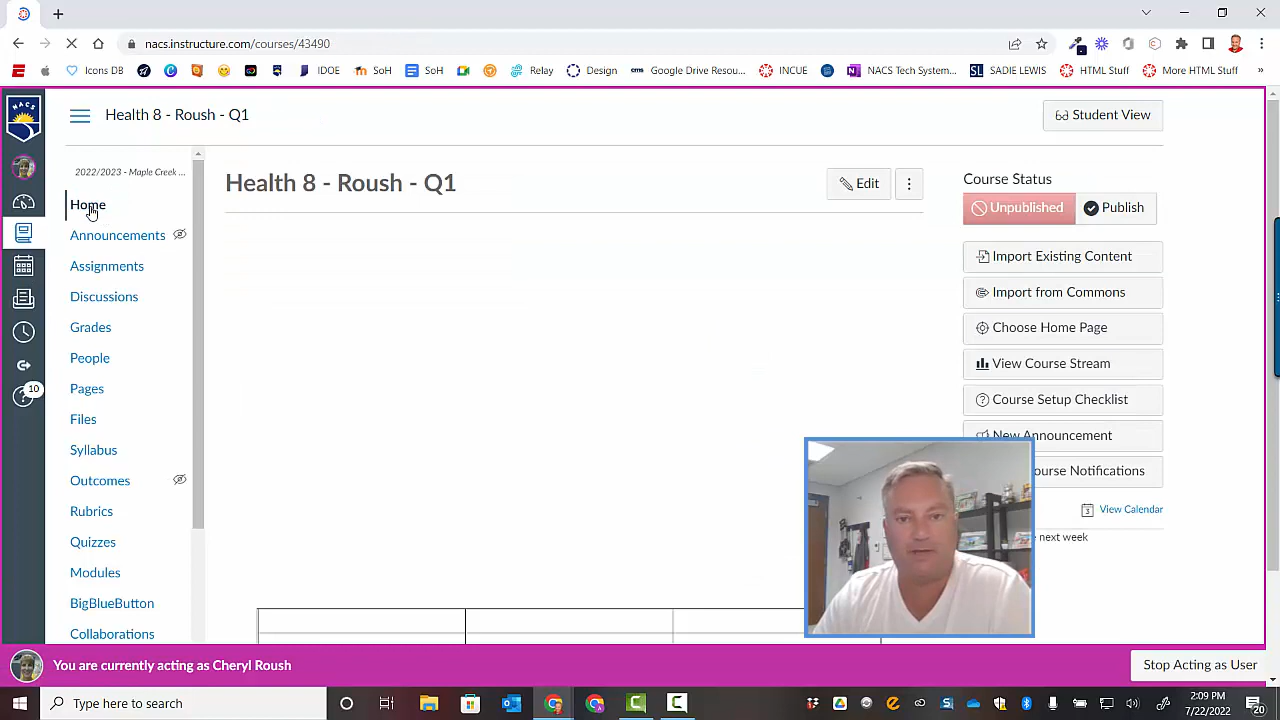 nacs.instructure.com/courses/43490
Icons DB
IDOE
SoH
SoH
Relay
Design
cms
Google Drive Resou...
INCUE
NACS Tech System...
SL SADIE LEWIS
HTML Stuff
More HTML Stuff
NACS
Health 8 - Roush - Q1
Student View
2022/2023 - Maple Creek ...
Home
Announcements
Assignments
Discussions
Grades
People
Pages
Files
Syllabus
Outcomes
Rubrics
Quizzes
Modules
BigBlueButton
Collaborations
10
Health 8 - Roush - Q1
Edit
Course Status
Unpublished
Publish
Import Existing Content
Import from Commons
Choose Home Page
View Course Stream
Course Setup Checklist
New Announcement
ourse Notifications
View Calendar
next week
You are currently acting as Cheryl Roush
Stop Acting as User
Type here to search
2:09 PM
7/22/2022
20